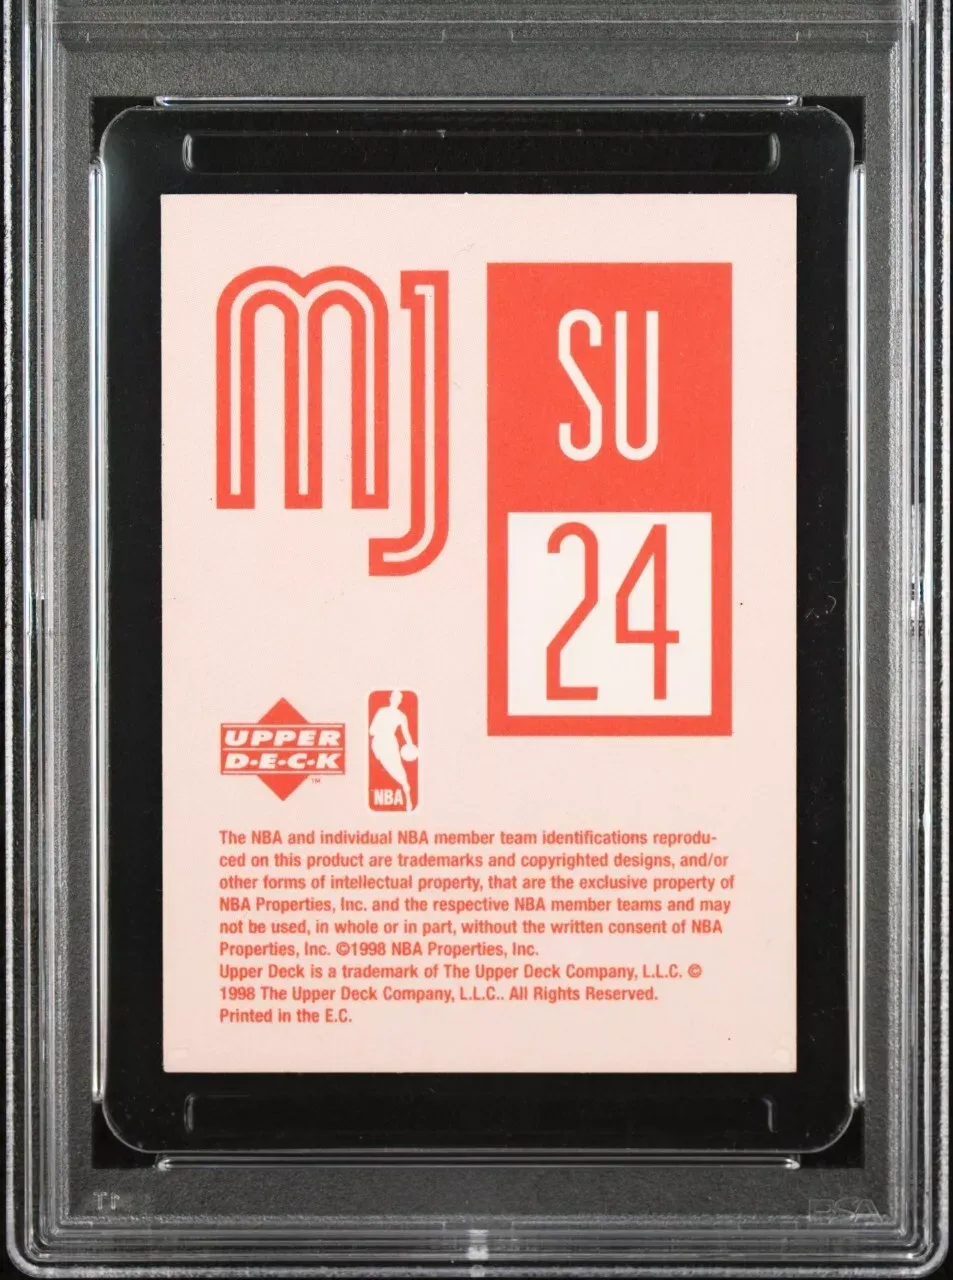 MJ
SU
24
UPPER
D·E·C·K
™
NBA
The NBA and individual NBA member team identifications reprodu-
ced on this product are trademarks and copyrighted designs, and/or
other forms of intellectual property, that are the exclusive property of
NBA Properties, Inc. and the respective NBA member teams and may
not be used, in whole or in part, without the written consent of NBA
Properties, Inc. ©1998 NBA Properties, Inc.
Upper Deck is a trademark of The Upper Deck Company, L.L.C. ©
1998 The Upper Deck Company, L.L.C.. All Rights Reserved.
Printed in the E.C.
PSA